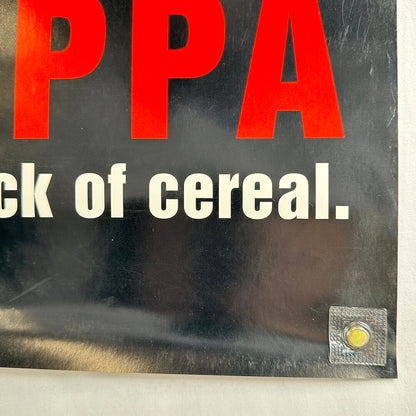 PPA
ck of cereal.